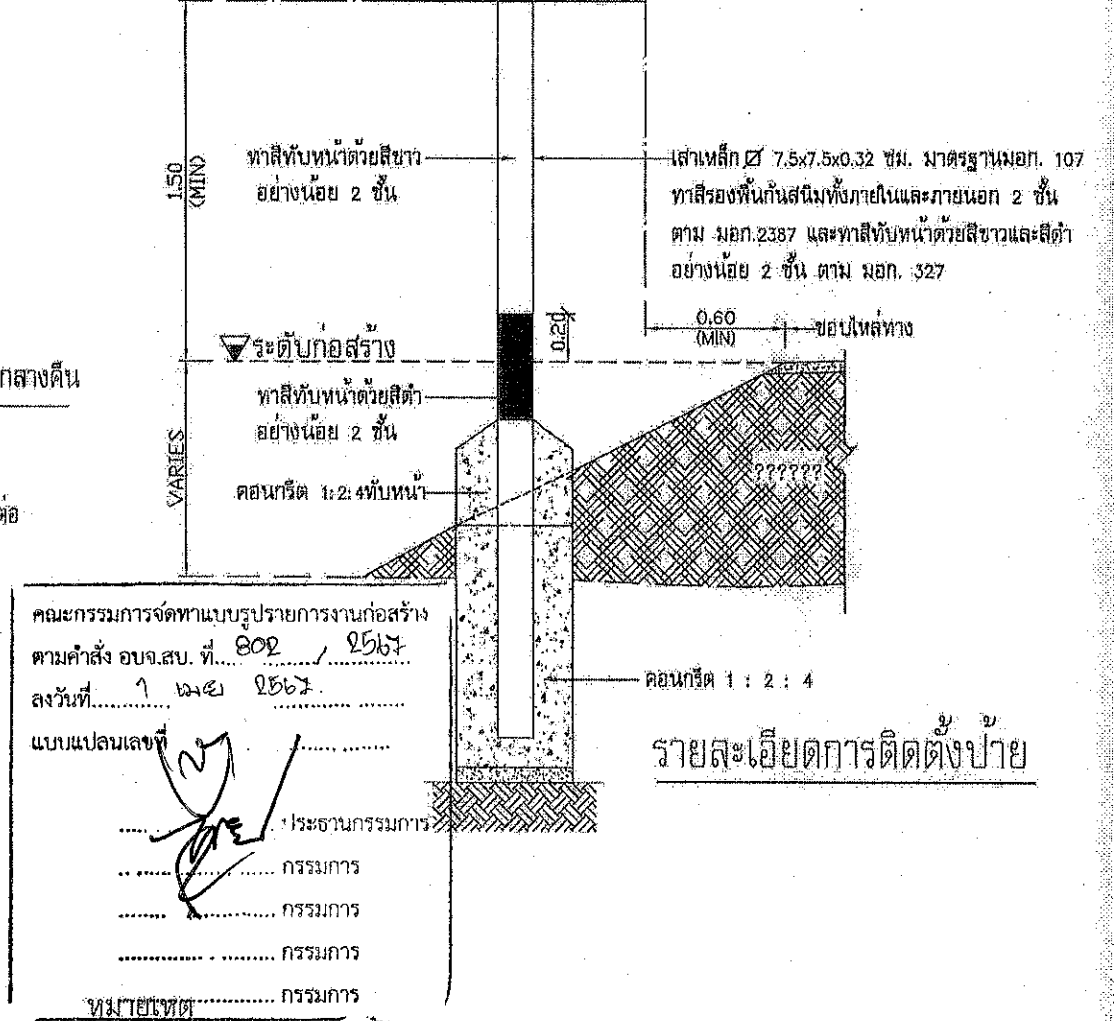 1.50
(MIN)
ทาสีทับหน้าด้วยสีขาว
อย่างน้อย 2 ชั้น
เสาเหล็ก 7.5x7.5x0.32 ซม. มาตรฐานมอก. 107
ทาสีรองพื้นกันสนิมทั้งภายในและภายนอก 2 ชั้น
ตาม มอก.2387 และทาสีทับหน้าด้วยสีขาวและสีดำ
อย่างน้อย 2 ชั้น ตาม มอก. 327
0.20
0.60
(MIN)
ขอบไหล่ทาง
ระดับก่อสร้าง
กลางคืน
ทาสีทับหน้าด้วยสีดำ
อย่างน้อย 2 ชั้น
VARIES
??????
คอนกรีต 1:2:4ทับหน้า
ต่อ
คณะกรรมการจัดทำแบบรูปรายการงานก่อสร้าง
ตามคำสั่ง อบจ.สบ. ที่.... 802 ....../ 2567
ลงวันที่........ เมย 2567
แบบแปลนเลขที่ ........../..............
คอนกรีต 1 : 2 : 4
รายละเอียดการติดตั้งป้าย
ประธานกรรมการ
กรรมการ
กรรมการ
กรรมการ
กรรมการ
หมายเหตุ